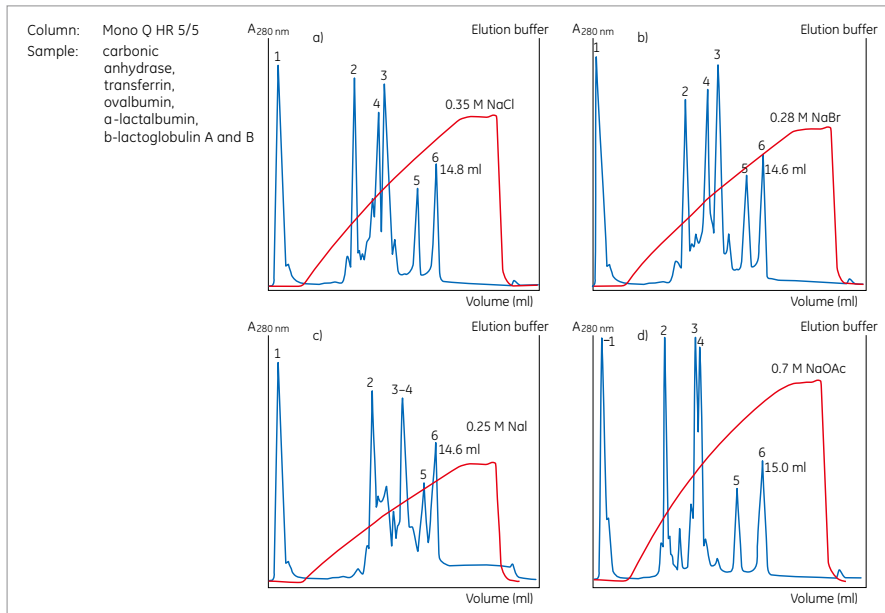 Column: Mono Q HR 5/5
Sample: carbonic
anhydrase,
transferrin,
ovalbumin,
α-lactalbumin,
b-lactoglobulin A and B
A280 nm
a)
Elution buffer
1
2
3
4
0.35 M NaCl
5
6
14.8 ml
Volume (ml)
A280 nm
b)
Elution buffer
1
2
4
3
0.28 M NaBr
5
6
14.6 ml
Volume (ml)
A280 nm
c)
Elution buffer
1
2
3–4
0.25 M NaI
6
14.6 ml
5
Volume (ml)
A280 nm
d)
Elution buffer
1
2
3
4
0.7 M NaOAc
5
6
15.0 ml
Volume (ml)